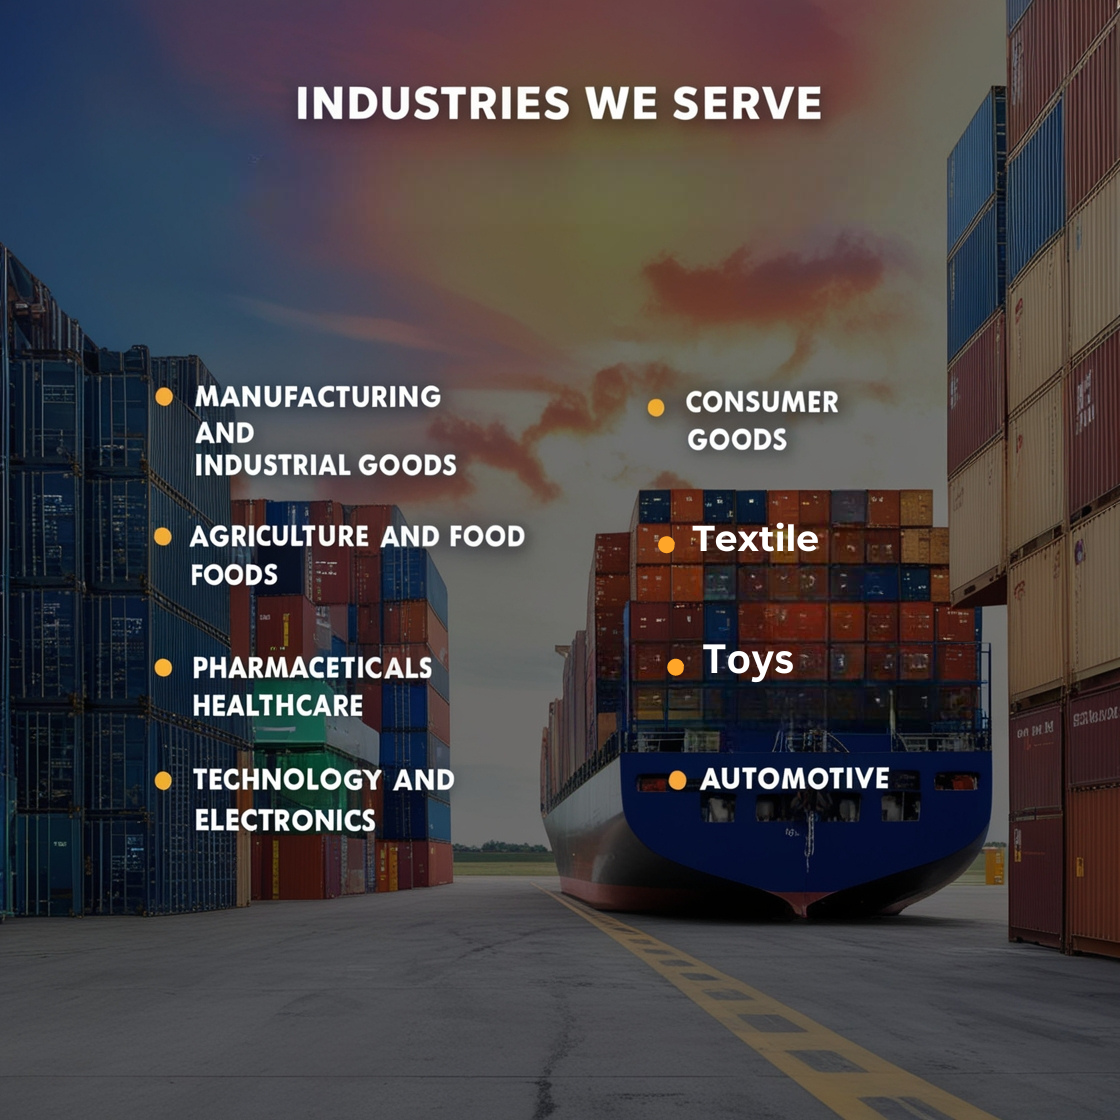 INDUSTRIES WE SERVE
MANUFACTURING
AND
INDUSTRIAL GOODS
AGRICULTURE AND FOOD
FOODS
PHARMACETICALS
HEALTHCARE
TECHNOLOGY AND
ELECTRONICS
CONSUMER
GOODS
Textile
Toys
AUTOMOTIVE